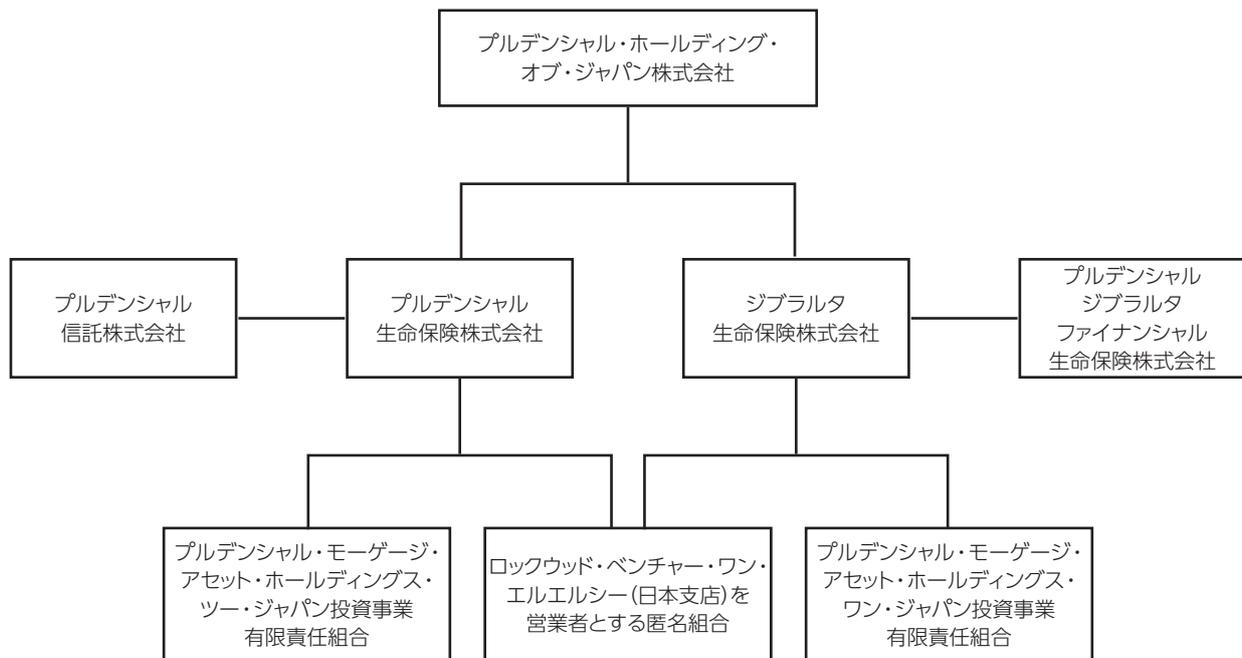 プルデンシャル・ホールディング・
オブ・ジャパン株式会社
プルデンシャル
信託株式会社
プルデンシャル
生命保険株式会社
ジブラルタ
生命保険株式会社
プルデンシャル
ジブラルタ
ファイナンシャル
生命保険株式会社
プルデンシャル・モーゲージ・
アセット・ホールディングス・
ツー・ジャパン投資事業
有限責任組合
ロックウッド・ベンチャー・ワン・
エルエルシー（日本支店）を
営業者とする匿名組合
プルデンシャル・モーゲージ・
アセット・ホールディングス・
ワン・ジャパン投資事業
有限責任組合